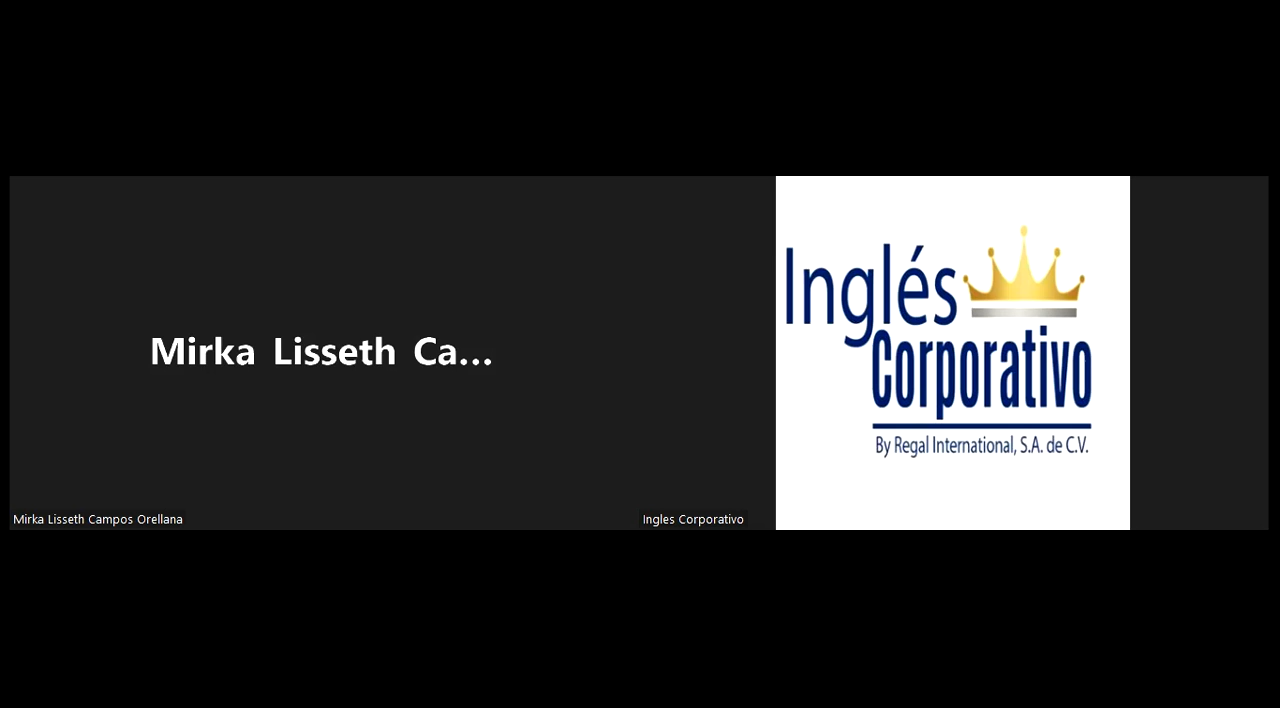 Mirka Lisseth Ca...
Mirka Lisseth Campos Orellana
Inglés
Corporativo
By Regal International, S.A. de C.V.
Ingles Corporativo